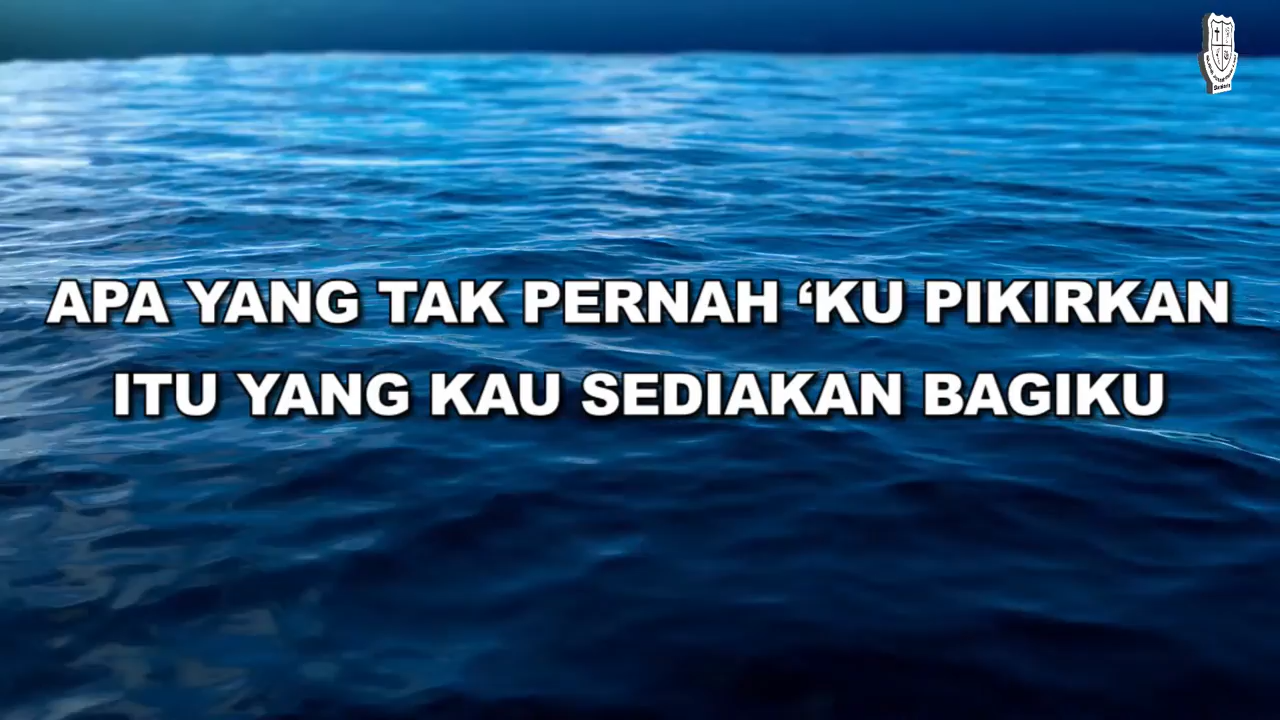 APA YANG TAK PERNAH ‘KU PIKIRKAN
ITU YANG KAU SEDIAKAN BAGIKU